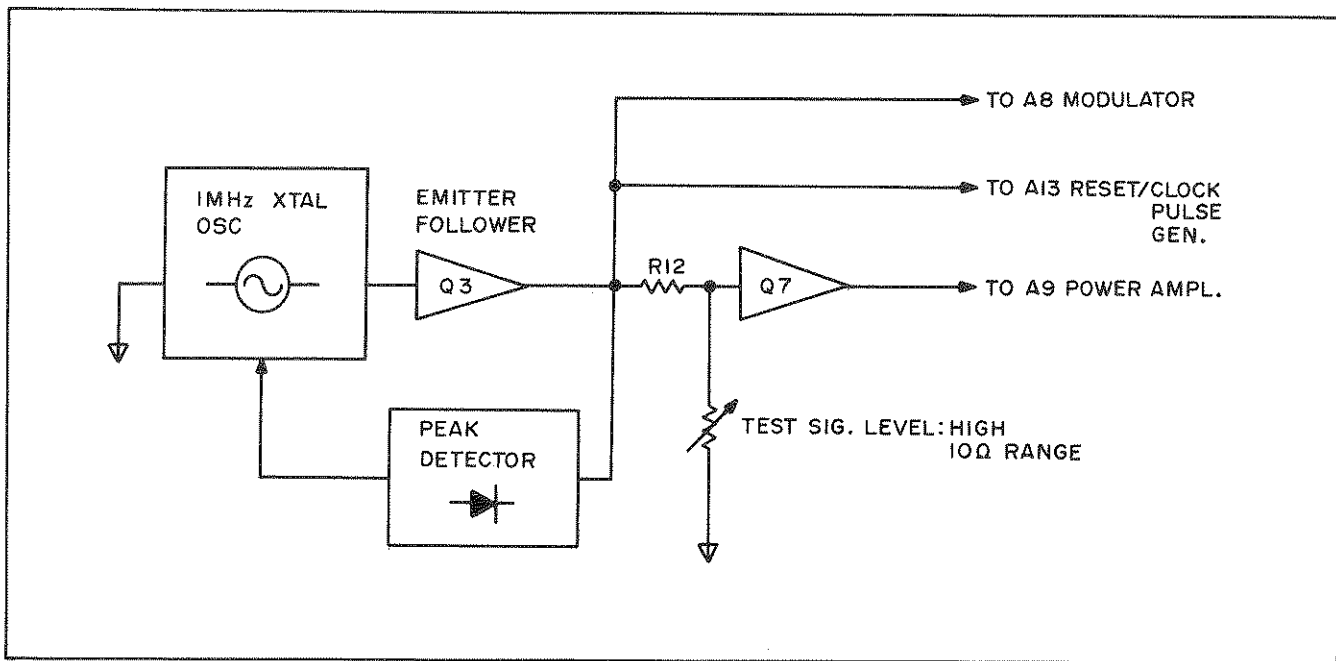 TO A8 MODULATOR
1MHz XTAL
OSC
EMITTER
FOLLOWER
TO A13 RESET/CLOCK
PULSE
GEN.
Q3
R12
Q7
TO A9 POWER AMPL.
PEAK
DETECTOR
TEST SIG. LEVEL: HIGH
10Ω RANGE